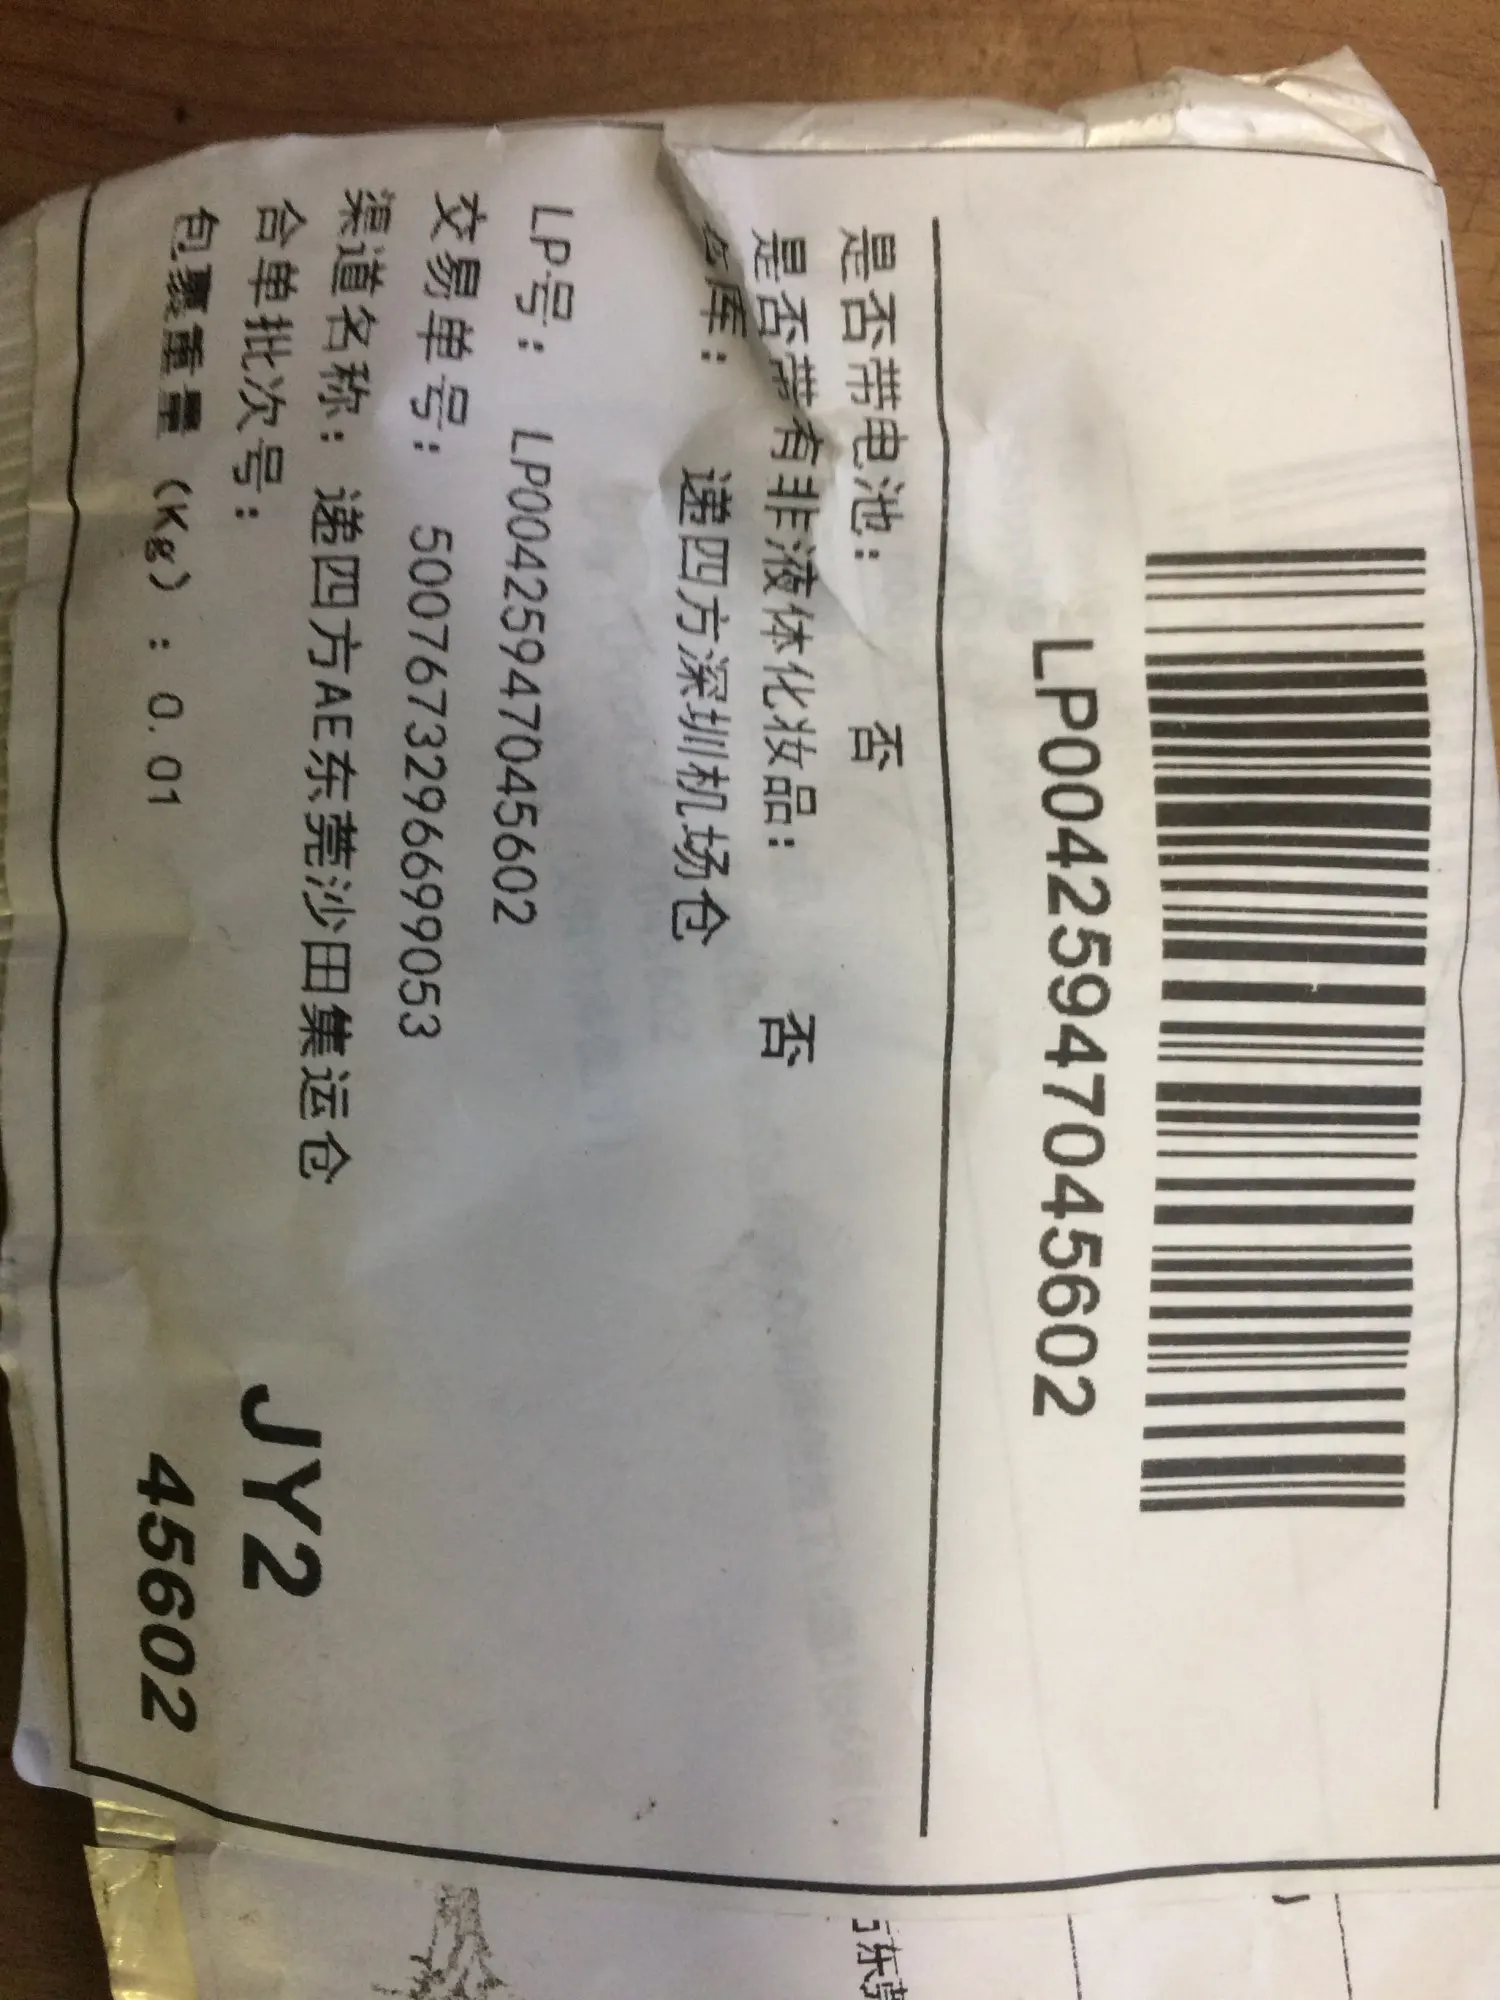 LP00425947045602
是否带电池： 否
是否带有非液体化妆品： 否
库： 递四方深圳机场仓
LP号： LP00425947045602
交易单号： 5007673296699053
渠道名称：递四方AE东莞沙田集运仓
合单批次号：
包裹重量（Kg）：0.01
JY2
45602
东莞